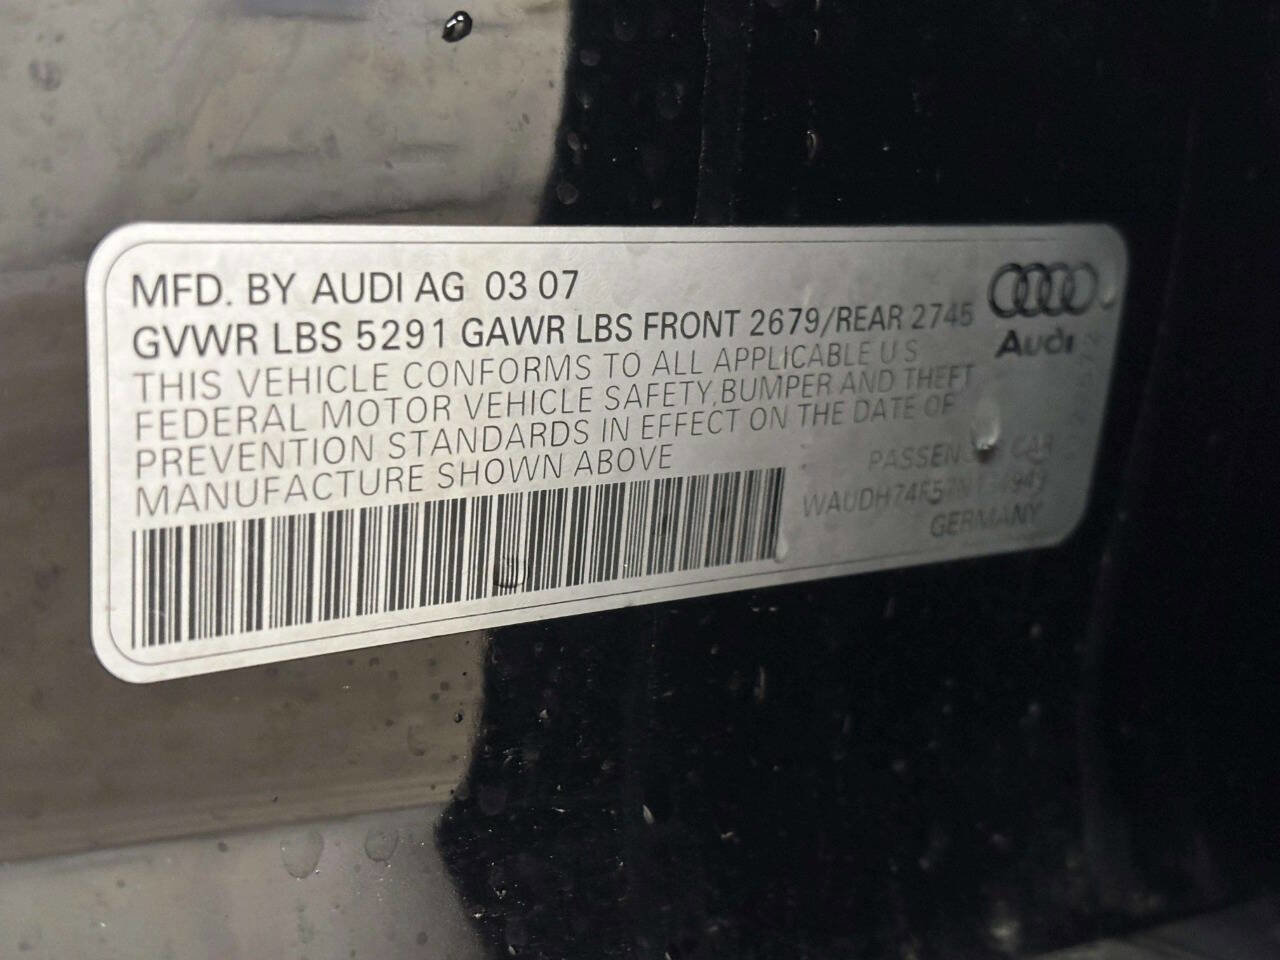 MFD. BY AUDI AG 03 07
GVWR LBS 5291 GAWR LBS FRONT 2679/REAR 2745
Audi
THIS VEHICLE CONFORMS TO ALL APPLICABLE U S
FEDERAL MOTOR VEHICLE SAFETY, BUMPER AND THEFT
PREVENTION STANDARDS IN EFFECT ON THE DATE OF
MANUFACTURE SHOWN ABOVE
CAR
GERMANY